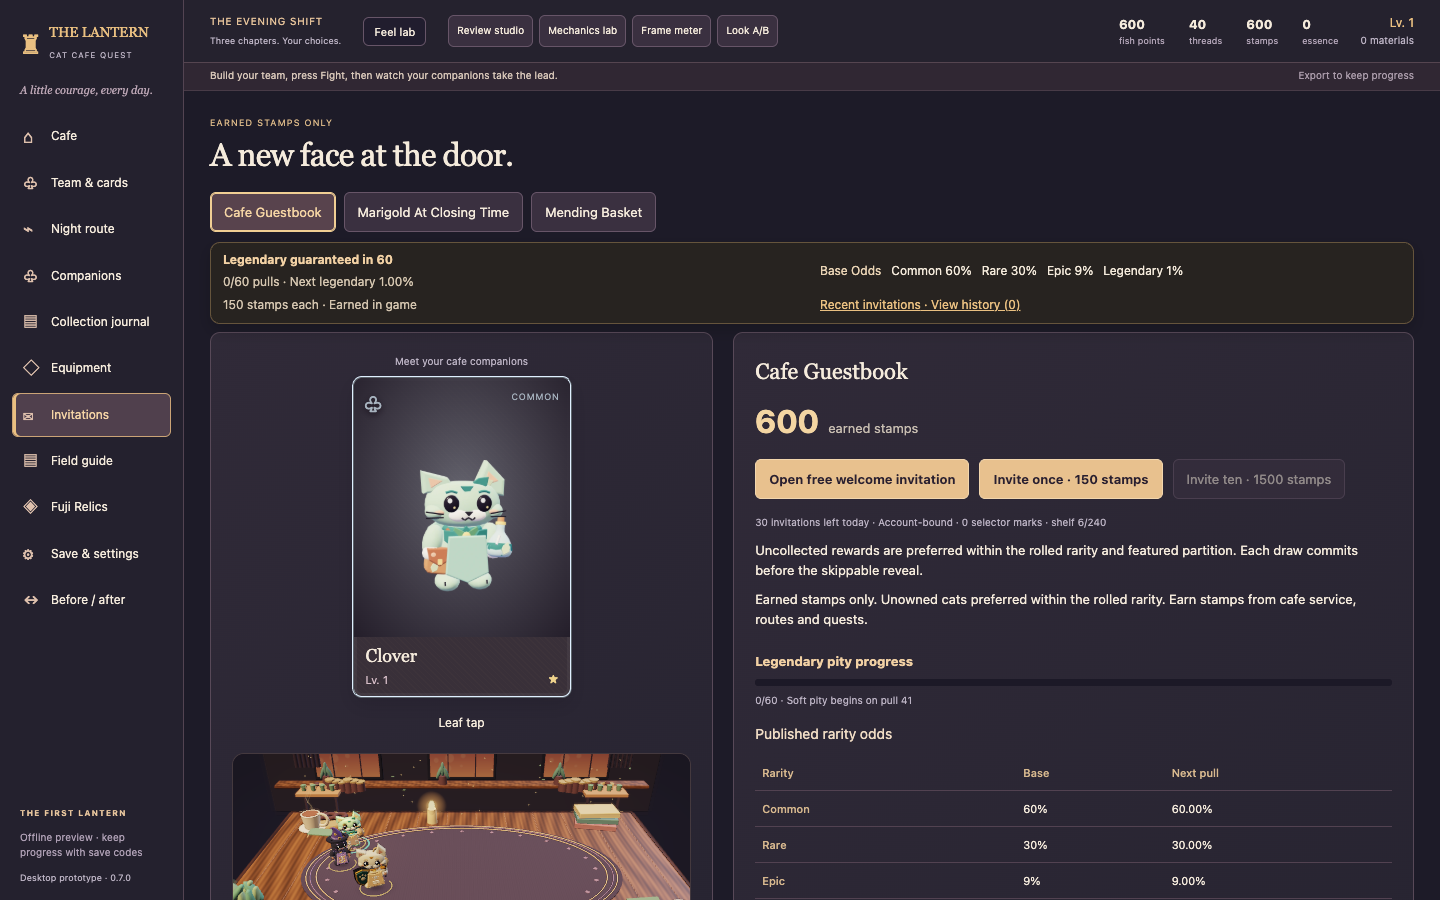 THE LANTERN
CAT CAFE QUEST
A little courage, every day.
Cafe
Team & cards
Night route
Companions
Collection journal
Equipment
Invitations
Field guide
Fuji Relics
Save & settings
Before / after
THE FIRST LANTERN
Offline preview · keep
progress with save codes
Desktop prototype · 0.7.0
THE EVENING SHIFT
Three chapters. Your choices.
Feel lab
Review studio
Mechanics lab
Frame meter
Look A/B
600
fish points
40
threads
600
stamps
0
essence
Lv. 1
0 materials
Build your team, press Fight, then watch your companions take the lead.
Export to keep progress
EARNED STAMPS ONLY
A new face at the door.
Cafe Guestbook
Marigold At Closing Time
Mending Basket
Legendary guaranteed in 60
0/60 pulls · Next legendary 1.00%
150 stamps each · Earned in game
Base Odds Common 60% Rare 30% Epic 9% Legendary 1%
Recent invitations · View history (0)
Meet your cafe companions
COMMON
Clover
Lv. 1
Leaf tap
Cafe Guestbook
600 earned stamps
Open free welcome invitation
Invite once · 150 stamps
Invite ten · 1500 stamps
30 invitations left today · Account-bound · 0 selector marks · shelf 6/240
Uncollected rewards are preferred within the rolled rarity and featured partition. Each draw commits
before the skippable reveal.
Earned stamps only. Unowned cats preferred within the rolled rarity. Earn stamps from cafe service,
routes and quests.
Legendary pity progress
0/60 · Soft pity begins on pull 41
Published rarity odds
Rarity Base Next pull
Common 60% 60.00%
Rare 30% 30.00%
Epic 9% 9.00%